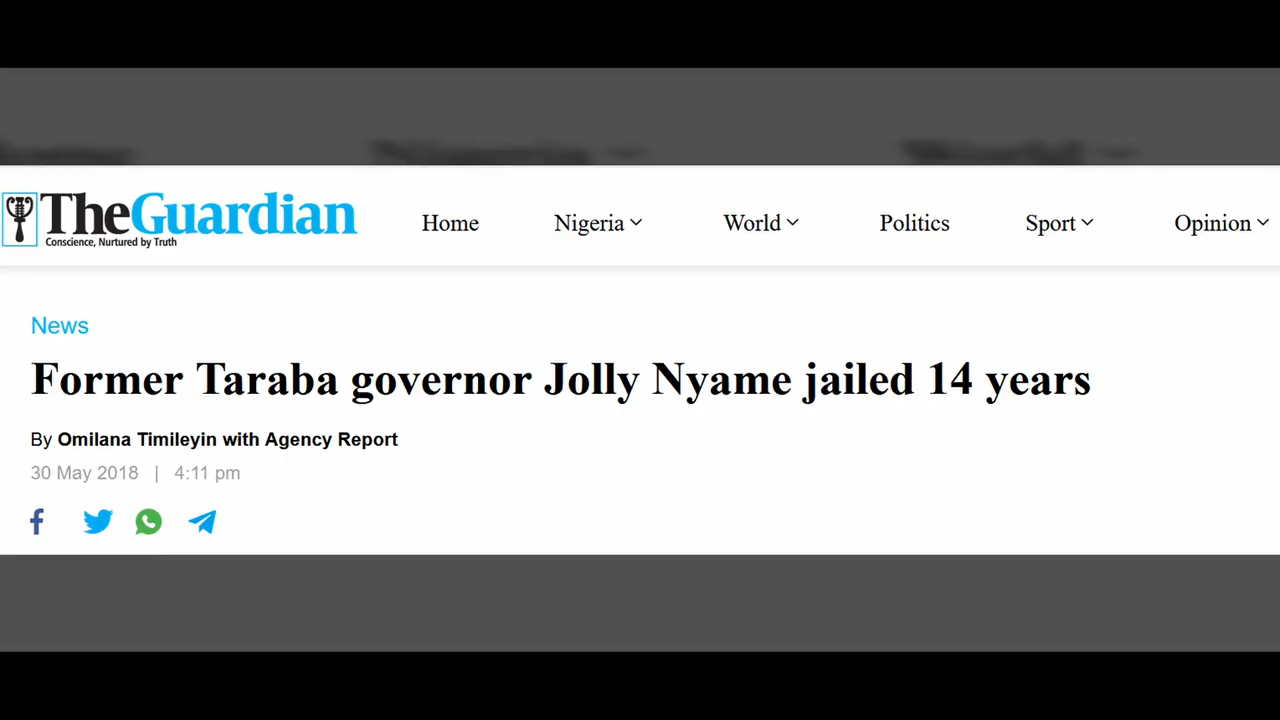 TheGuardian
Conscience, Nurtured by Truth
Home Nigeria World Politics Sport Opinion
News
Former Taraba governor Jolly Nyame jailed 14 years
By Omilana Timileyin with Agency Report
30 May 2018 | 4:11 pm